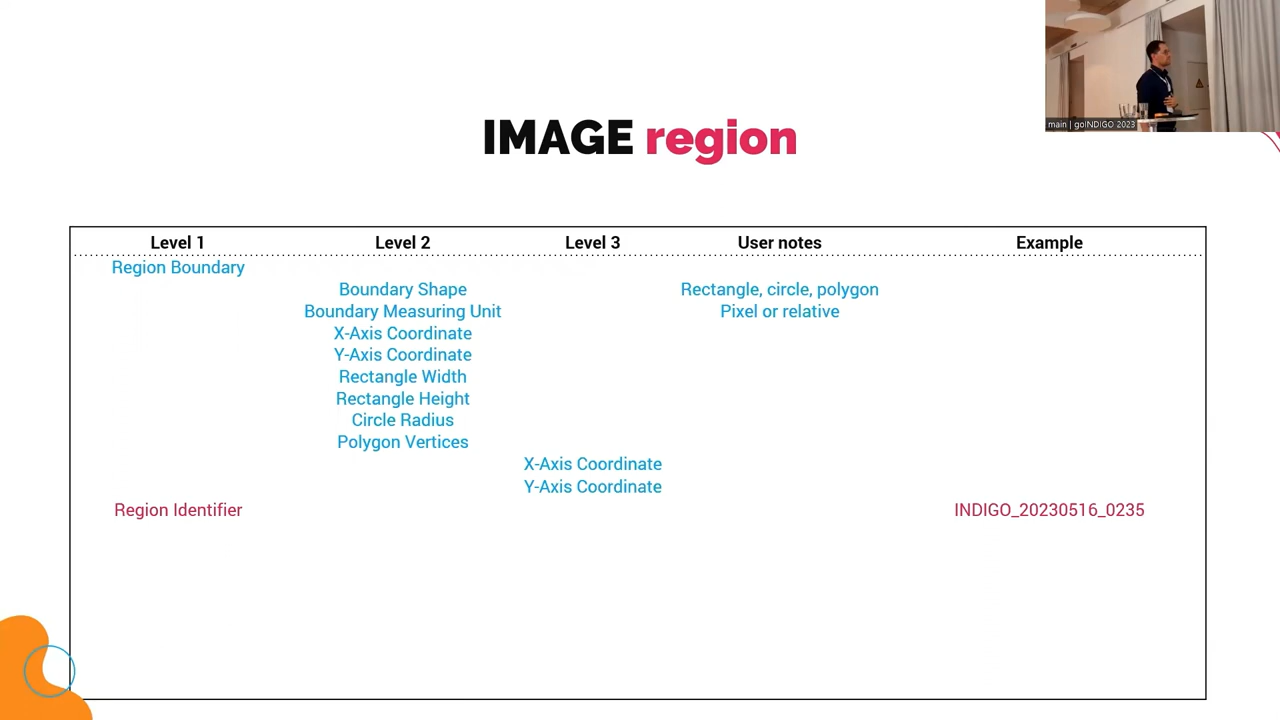 main | goINDIGO 2023
IMAGE region
Level 1 Level 2 Level 3 User notes Example
Region Boundary
Boundary Shape Rectangle, circle, polygon
Boundary Measuring Unit Pixel or relative
X-Axis Coordinate
Y-Axis Coordinate
Rectangle Width
Rectangle Height
Circle Radius
Polygon Vertices
X-Axis Coordinate
Y-Axis Coordinate
Region Identifier INDIGO_20230516_0235